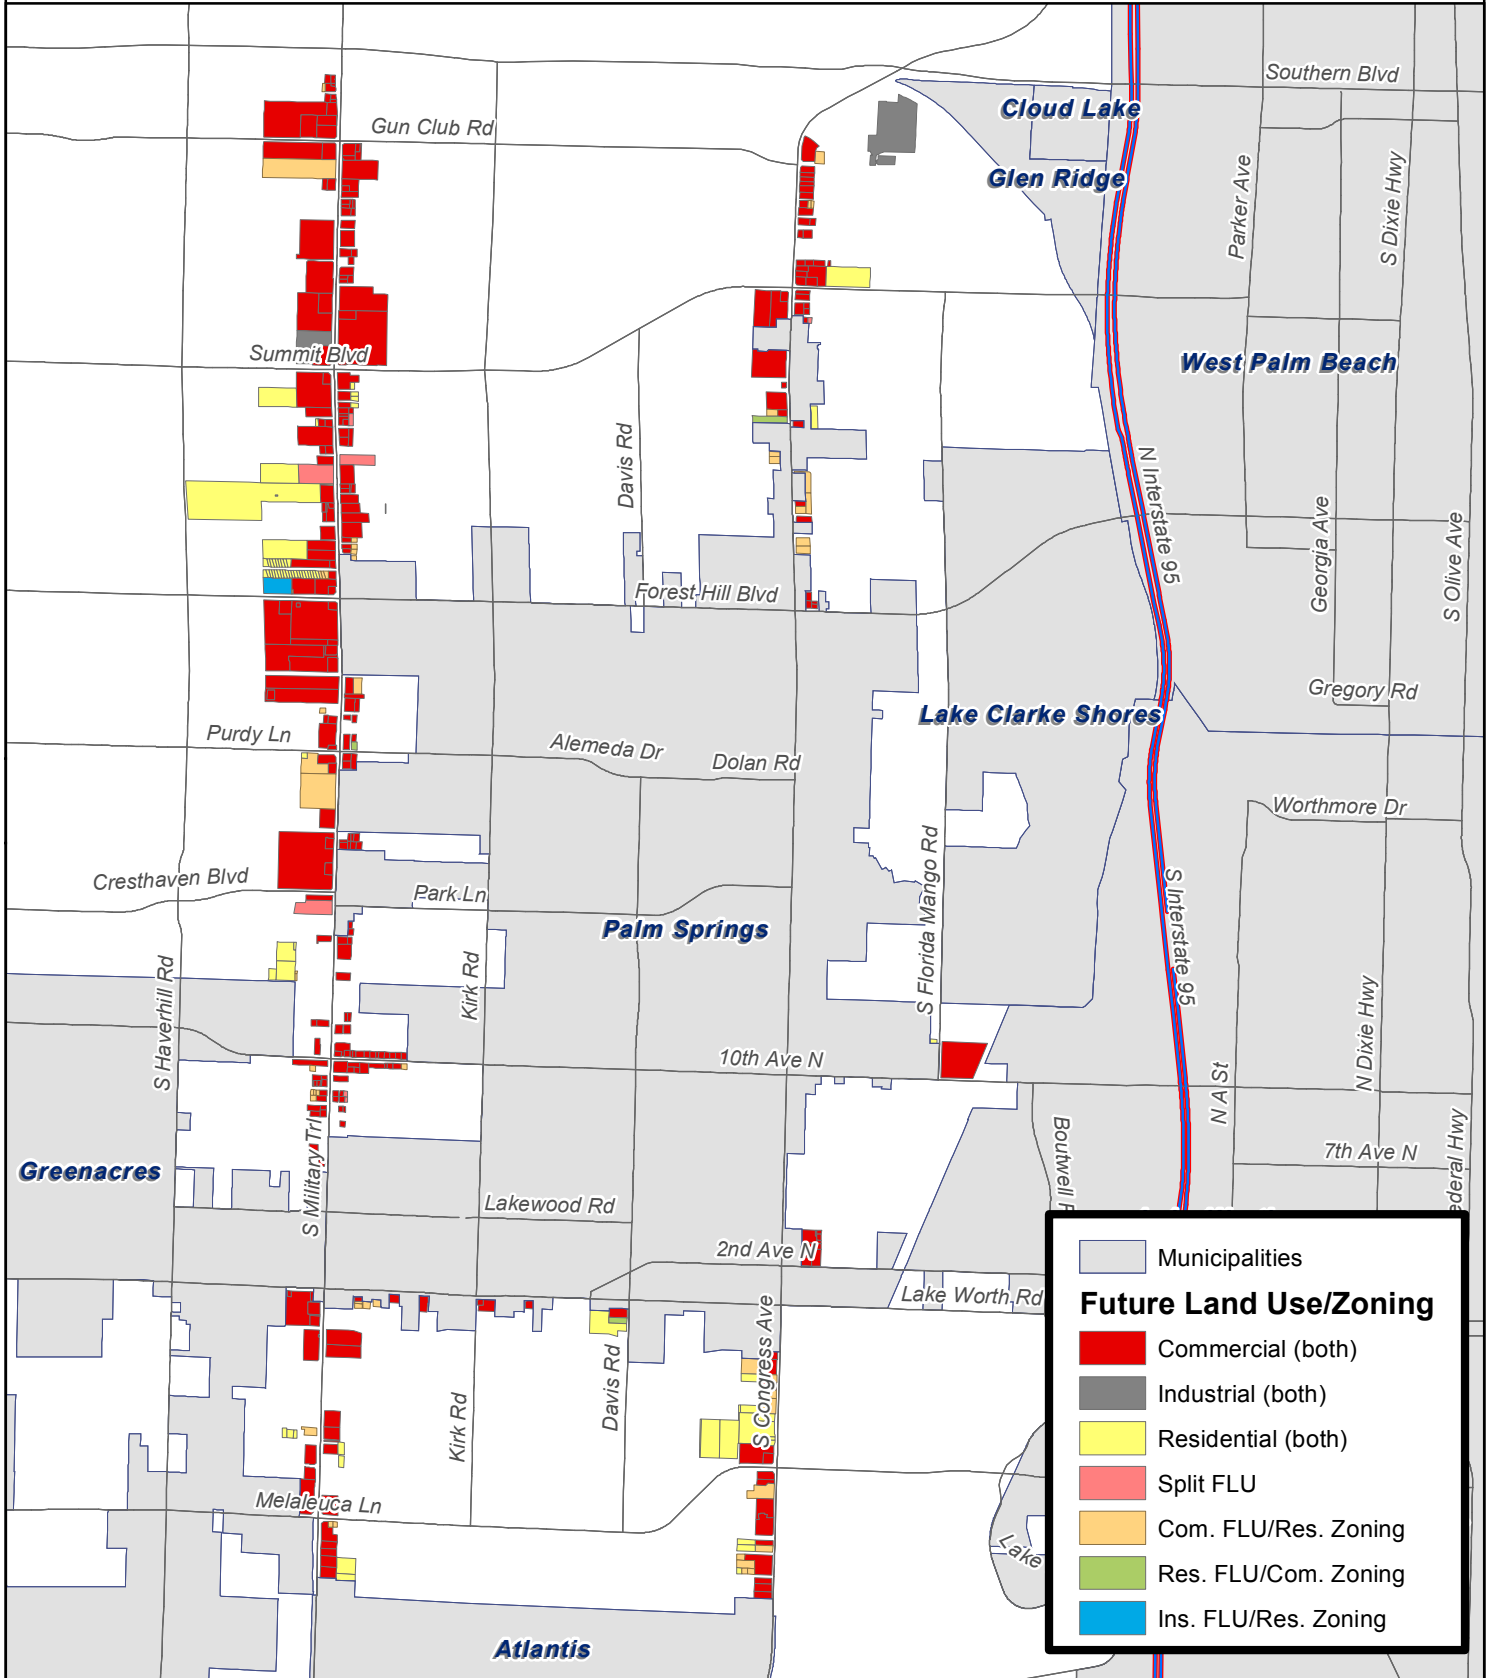 Southern Blvd
Cloud Lake
Gun Club Rd
Glen Ridge
Parker Ave
S Dixie Hwy
Summit Blvd
West Palm Beach
Davis Rd
N Interstate 95
Georgia Ave
S Olive Ave
Forest Hill Blvd
Gregory Rd
Lake Clarke Shores
Purdy Ln
Alemeda Dr
Dolan Rd
Worthmore Dr
S Florida Mango Rd
Cresthaven Blvd
Park Ln
S Interstate 95
Palm Springs
S Haverhill Rd
Kirk Rd
N Dixie Hwy
10th Ave N
N A St
Boutwell
S Military Trl
7th Ave N
Greenacres
ederal Hwy
Lakewood Rd
2nd Ave N
Lake Worth Rd
S Congress Ave
Davis Rd
Kirk Rd
Melaleuca Ln
Lake
Atlantis
Municipalities
Future Land Use/Zoning
Commercial (both)
Industrial (both)
Residential (both)
Split FLU
Com. FLU/Res. Zoning
Res. FLU/Com. Zoning
Ins. FLU/Res. Zoning